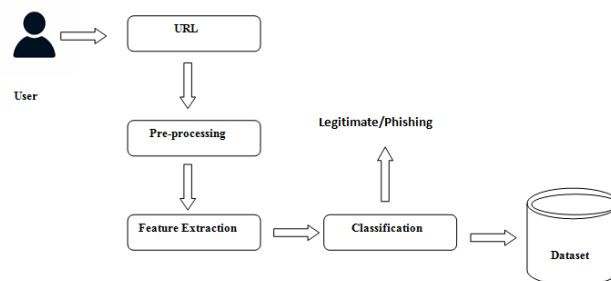 URL
User
Pre-processing
Legitimate/Phishing
Feature Extraction
Classification
Dataset